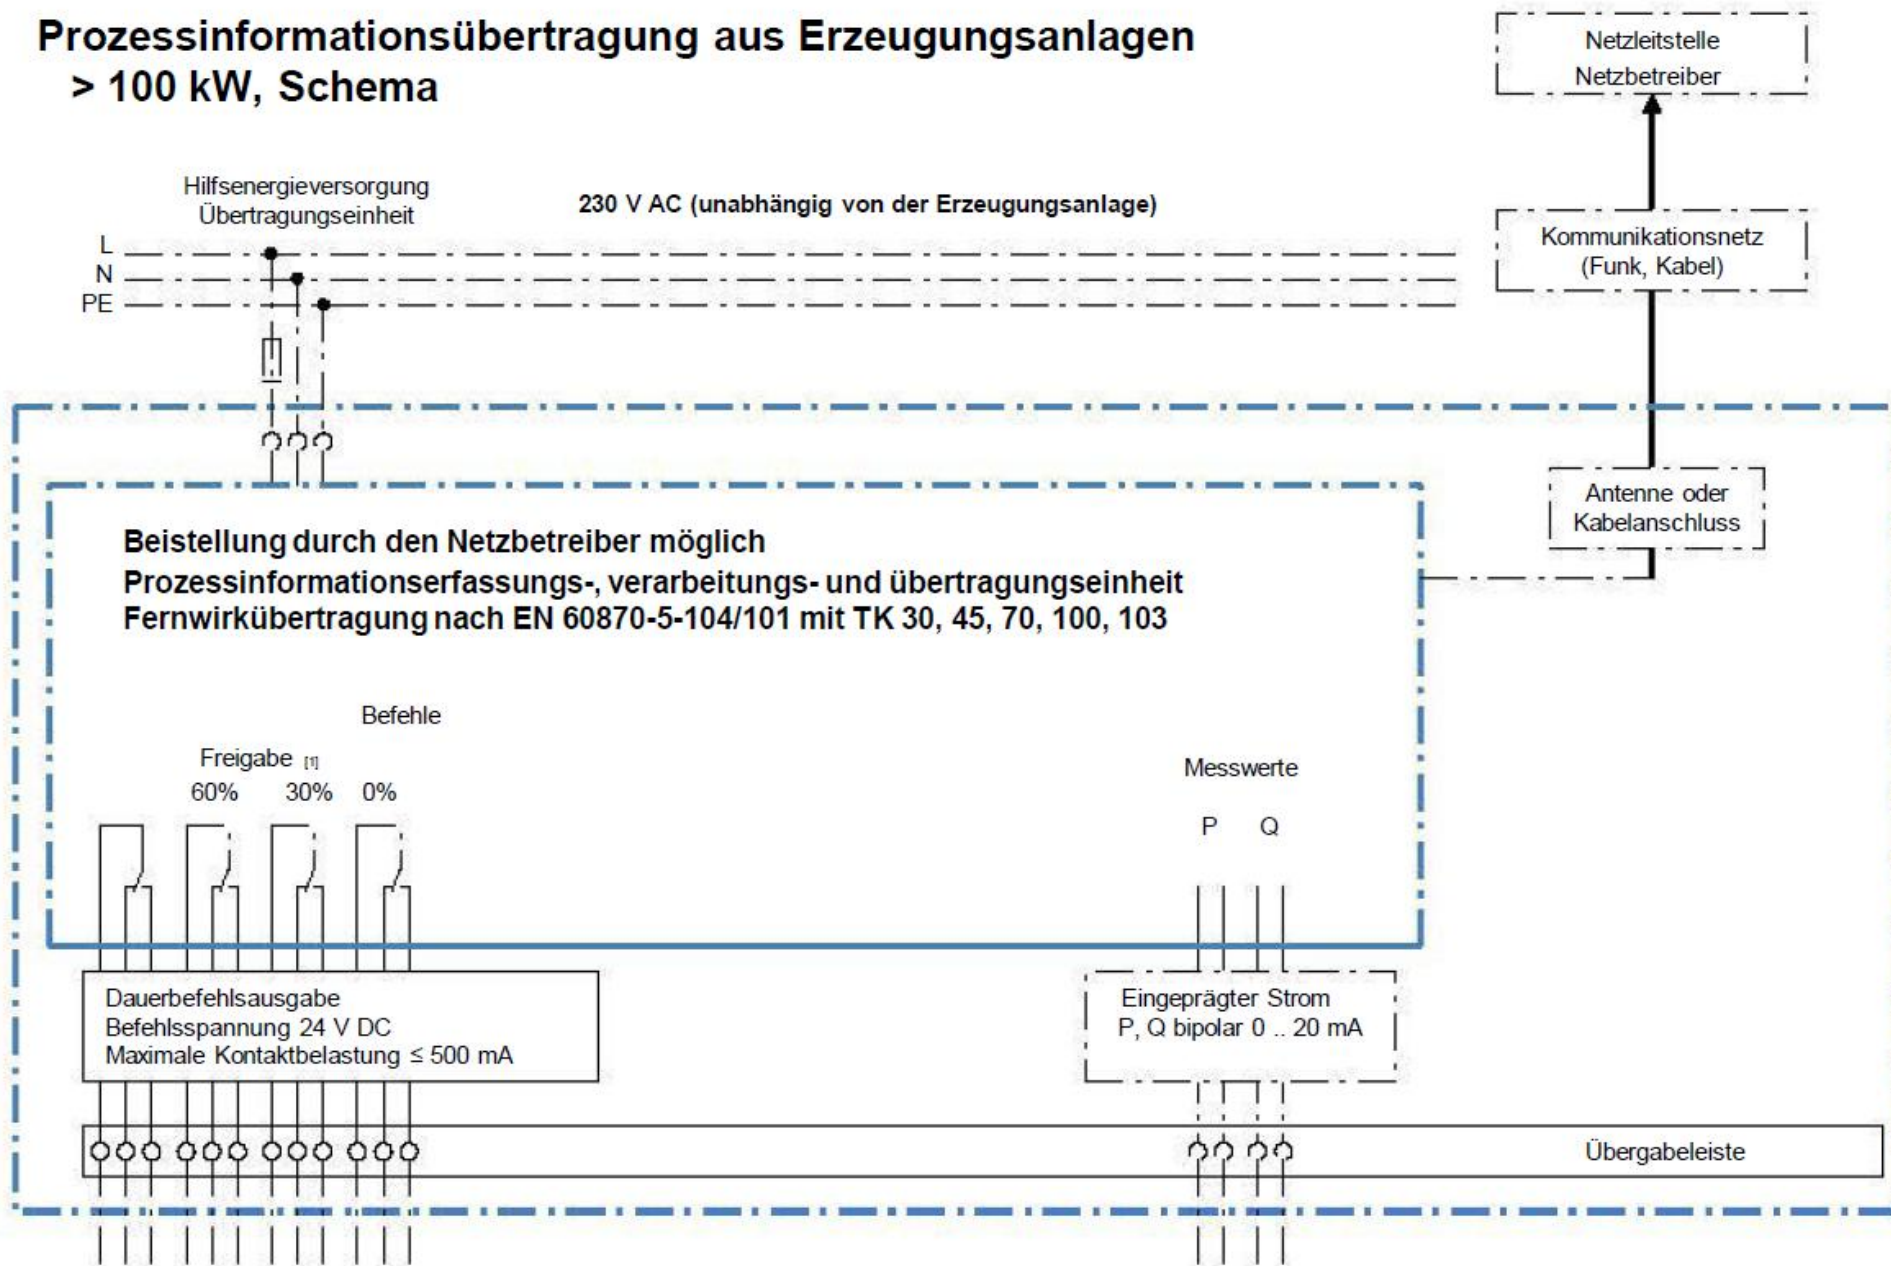 Prozessinformationsübertragung aus Erzeugungsanlagen
> 100 kW, Schema
Netzleitstelle
Netzbetreiber
Hilfsenergieversorgung
Übertragungseinheit
230 V AC (unabhängig von der Erzeugungsanlage)
L
N
PE
Kommunikationsnetz
(Funk, Kabel)
Antenne oder
Kabelanschluss
Beistellung durch den Netzbetreiber möglich
Prozessinformationserfassungs-, verarbeitungs- und übertragungseinheit
Fernwirkübertragung nach EN 60870-5-104/101 mit TK 30, 45, 70, 100, 103
Befehle
Freigabe [1]
60% 30% 0%
Messwerte
P Q
Dauerbefehlsausgabe
Befehlsspannung 24 V DC
Maximale Kontaktbelastung ≤ 500 mA
Eingeprägter Strom
P, Q bipolar 0 .. 20 mA
Übergabeleiste